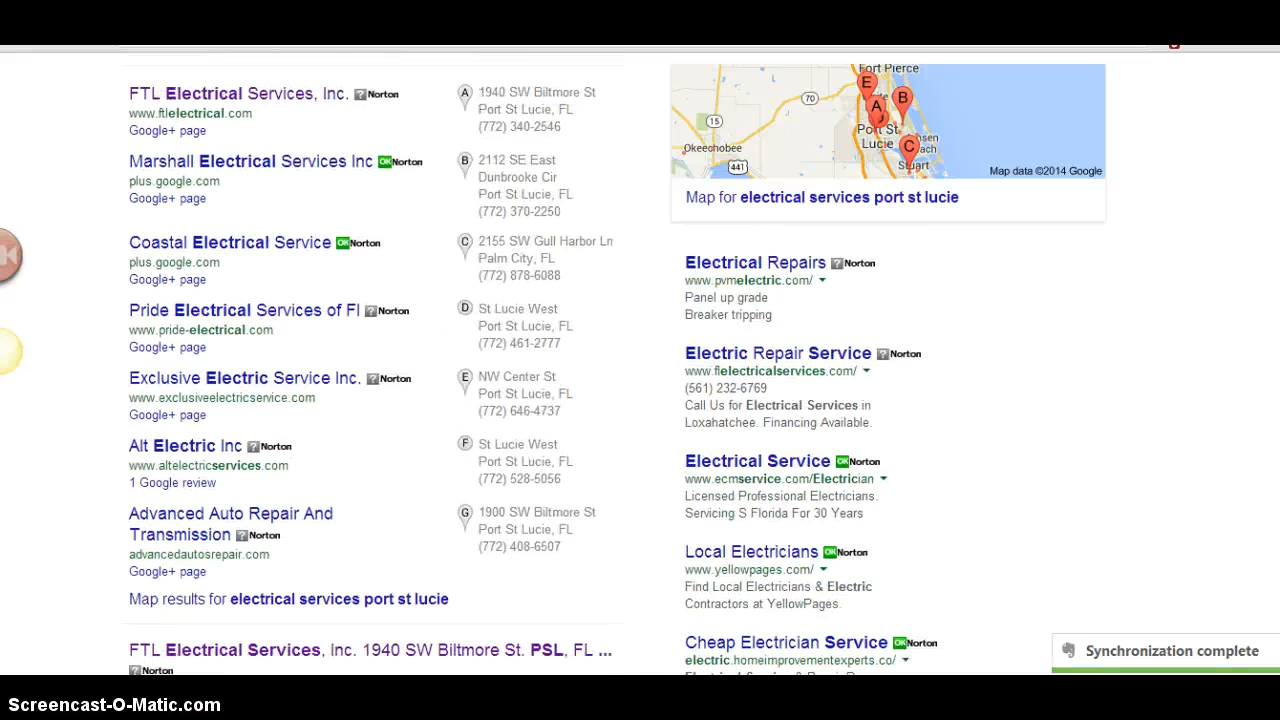 FTL Electrical Services, Inc. ? Norton
www.ftlelectrical.com
Google+ page
A 1940 SW Biltmore St
Port St Lucie, FL
(772) 340-2546
Marshall Electrical Services Inc OK Norton
plus.google.com
Google+ page
B 2112 SE East
Dunbrooke Cir
Port St Lucie, FL
(772) 370-2250
Coastal Electrical Service OK Norton
plus.google.com
Google+ page
C 2155 SW Gull Harbor Ln
Palm City, FL
(772) 878-6088
Pride Electrical Services of Fl ? Norton
www.pride-electrical.com
Google+ page
D St Lucie West
Port St Lucie, FL
(772) 461-2777
Exclusive Electric Service Inc. ? Norton
www.exclusiveelectricservice.com
Google+ page
E NW Center St
Port St Lucie, FL
(772) 646-4737
Alt Electric Inc ? Norton
www.altelectricservices.com
1 Google review
F St Lucie West
Port St Lucie, FL
(772) 528-5056
Advanced Auto Repair And
Transmission ? Norton
advancedautosrepair.com
Google+ page
G 1900 SW Biltmore St
Port St Lucie, FL
(772) 408-6507
Map results for electrical services port st lucie
FTL Electrical Services, Inc. 1940 SW Biltmore St. PSL, FL ...
? Norton
Fort Pierce
E
70
A
B
15
Port St.
Lucie
C
Okeechobee
441
Stuart
Map data ©2014 Google
Map for electrical services port st lucie
Electrical Repairs ? Norton
www.pvmelectric.com/
Panel up grade
Breaker tripping
Electric Repair Service ? Norton
www.flelectricalservices.com/
(561) 232-6769
Call Us for Electrical Services in
Loxahatchee. Financing Available.
Electrical Service OK Norton
www.ecmservice.com/Electrician
Licensed Professional Electricians.
Servicing S Florida For 30 Years
Local Electricians OK Norton
www.yellowpages.com/
Find Local Electricians & Electric
Contractors at YellowPages.
Cheap Electrician Service OK Norton
electric.homeimprovementexperts.co/
Synchronization complete
Screencast-O-Matic.com